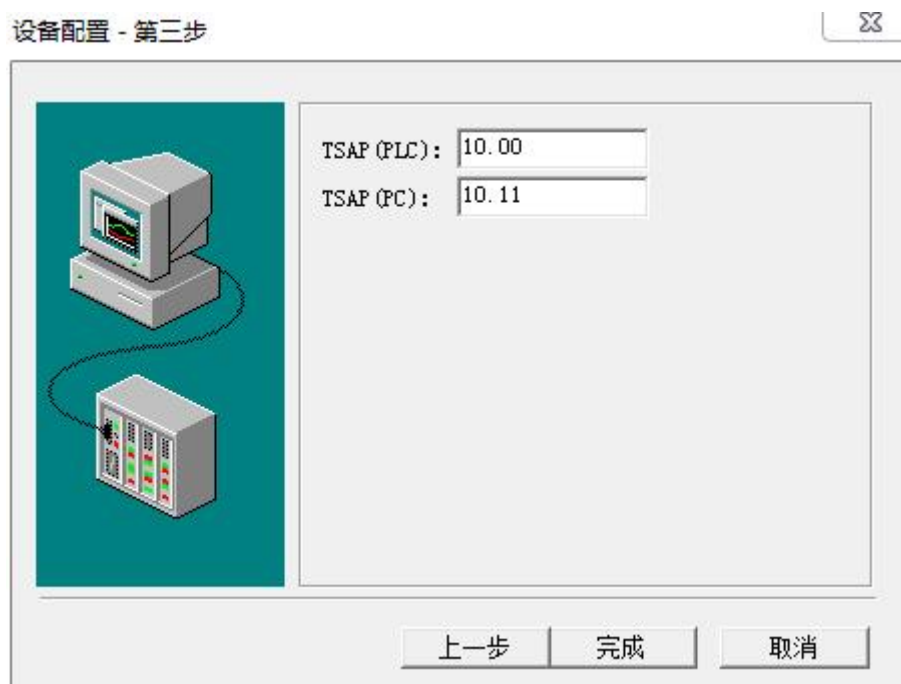 设备配置 - 第三步
TSAP(PLC): 10.00
TSAP(PC): 10.11
上一步 完成 取消